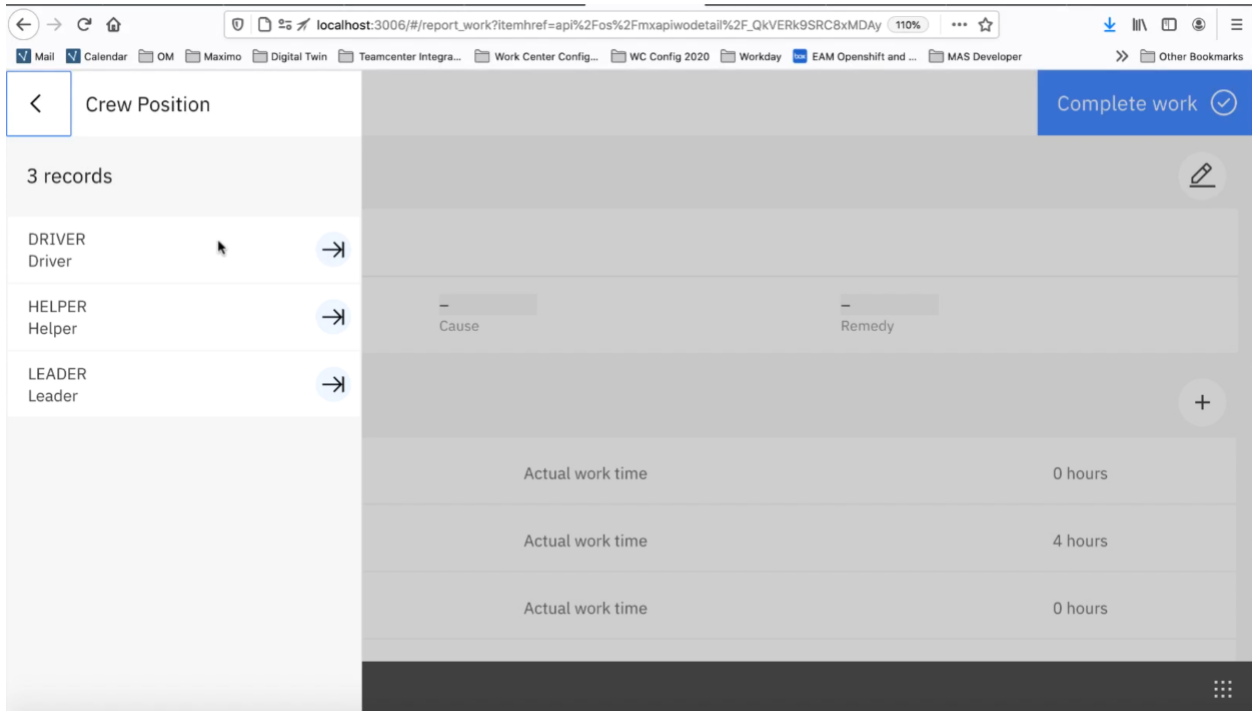 localhost:3006/#/report_work?itemhref=api%2Fos%2Fmxapiwodetail%2F_QkVERk9SRC8xMDAy 110%
Mail Calendar OM Maximo Digital Twin Teamcenter Integra... Work Center Config... WC Config 2020 Workday box EAM Openshift and ... MAS Developer Other Bookmarks
Crew Position
Complete work
3 records
DRIVER
Driver
HELPER
Helper
LEADER
Leader
– –
Cause Remedy
Actual work time 0 hours
Actual work time 4 hours
Actual work time 0 hours